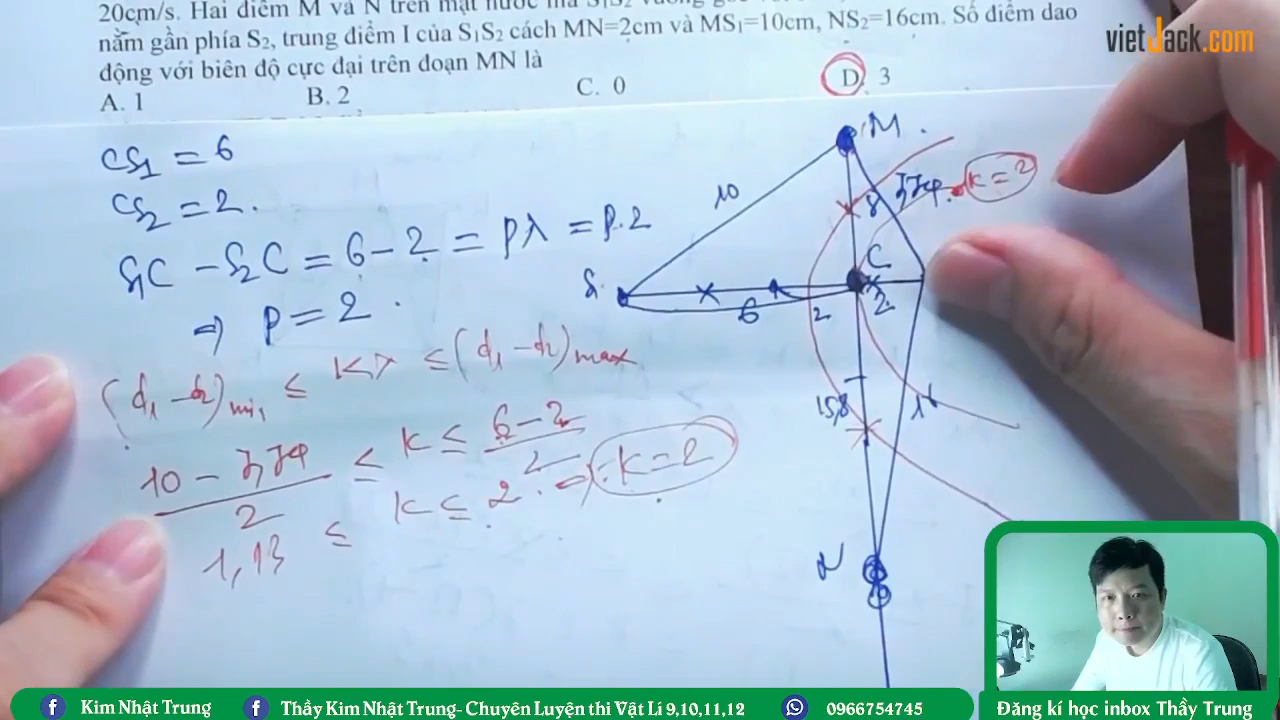 20cm/s. Hai điểm M và N trên mặt nước mà S1S2 vuông góc với
nằm gần phía S2, trung điểm I của S1S2 cách MN=2cm và MS1=10cm, NS2=16cm. Số điểm dao
động với biên độ cực đại trên đoạn MN là
A. 1 B. 2 C. 0 D. 3
vietJack.com
CS1 = 6
CS2 = 2.
S1C - S2C = 6 - 2 = Pλ = P.2
⇒ P = 2.
(d1 - d2)min ≤ Kλ ≤ (d1 - d2)max
10 - 7,74 / 2 ≤ K ≤ 6 - 2 / 2
1,13 ≤ K ≤ 2. ⇒ K = 2
M
10
8
7,74
K = 2
C
S1
6
2
2
15,8
16
N
Kim Nhật Trung
Thầy Kim Nhật Trung- Chuyên Luyện thi Vật Lí 9,10,11,12
0966754745
Đăng kí học inbox Thầy Trung